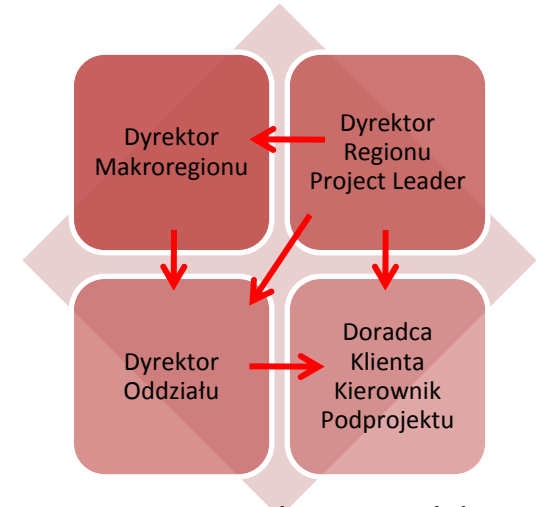 Dyrektor
Makroregionu
Dyrektor
Regionu
Project Leader
Dyrektor
Oddziału
Doradca
Klienta
Kierownik
Podprojektu